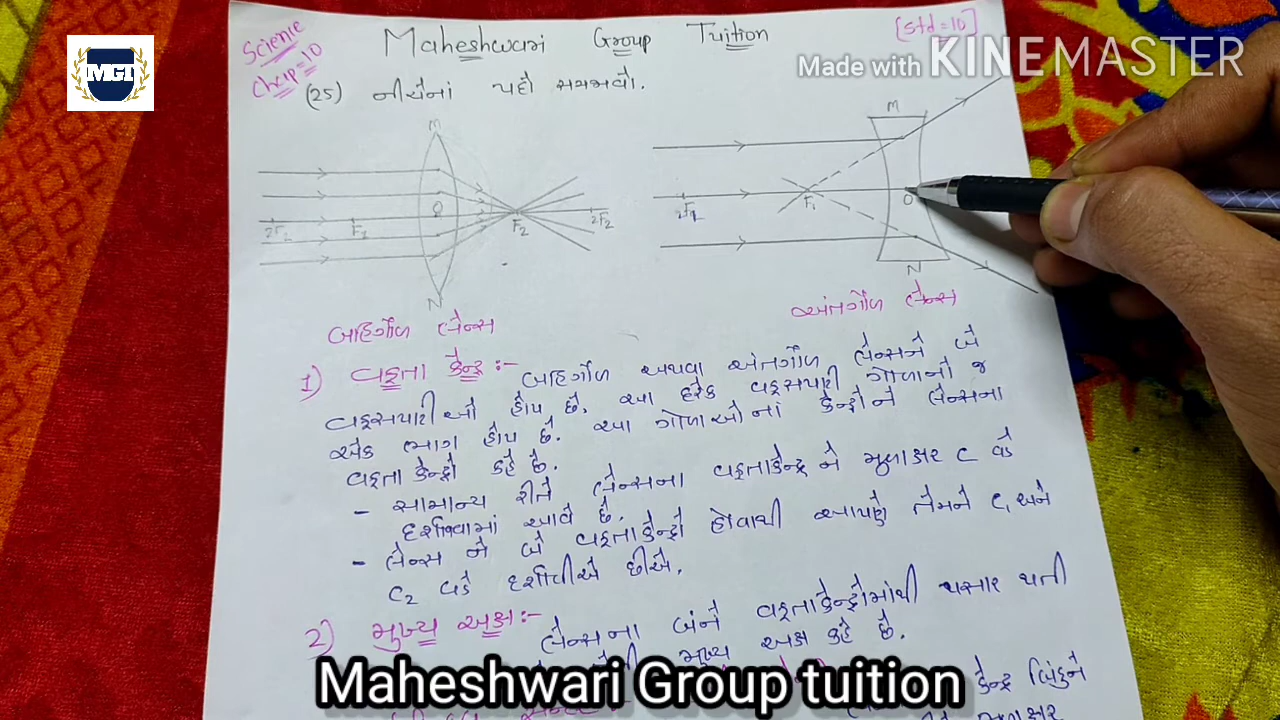 MGI
Science
Chap=10
Maheshwari Group Tuition
[Std=10]
Made with KINEMASTER
(25) નીચેનાં પદો સમજાવો.
M
O
N
2F1
F1
F2
2F2
M
O
N
F1
2F1
બહિર્ગોળ લેન્સ
અંતર્ગોળ લેન્સ
1) વક્રતા કેન્દ્ર :- બહિર્ગોળ અથવા અંતર્ગોળ લેન્સને બે
વક્રસપાટીઓ હોય છે. આ દરેક વક્રસપાટી ગોળાનો જ
એક ભાગ હોય છે. આ ગોળાઓનાં કેન્દ્રોને લેન્સના
વક્રતા કેન્દ્રો કહે છે.
- સામાન્ય રીતે લેન્સના વક્રતાકેન્દ્ર ને મૂળાક્ષર C વડે
દર્શાવવામાં આવે છે.
- લેન્સ ને બે વક્રતાકેન્દ્રો હોવાથી આપણે તેમને C1 અને
C2 વડે દર્શાવીએ છીએ.
2) મુખ્ય અક્ષ :- લેન્સના બંને વક્રતાકેન્દ્રોમાંથી પસાર થતી
મુખ્ય અક્ષ કહે છે.
કેન્દ્ર બિંદુને
Maheshwari Group tuition